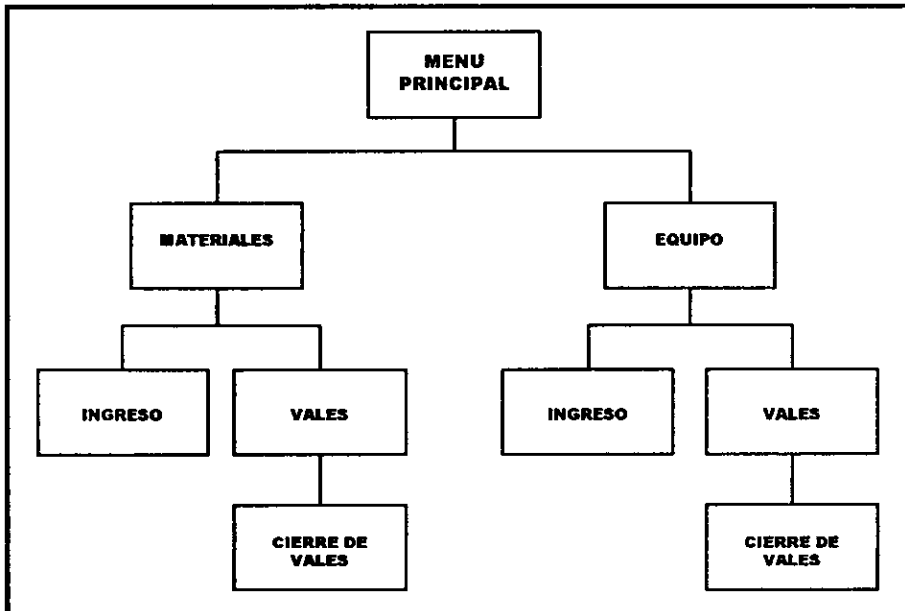 MENU
PRINCIPAL
MATERIALES
EQUIPO
INGRESO
VALES
INGRESO
VALES
CIERRE DE
VALES
CIERRE DE
VALES